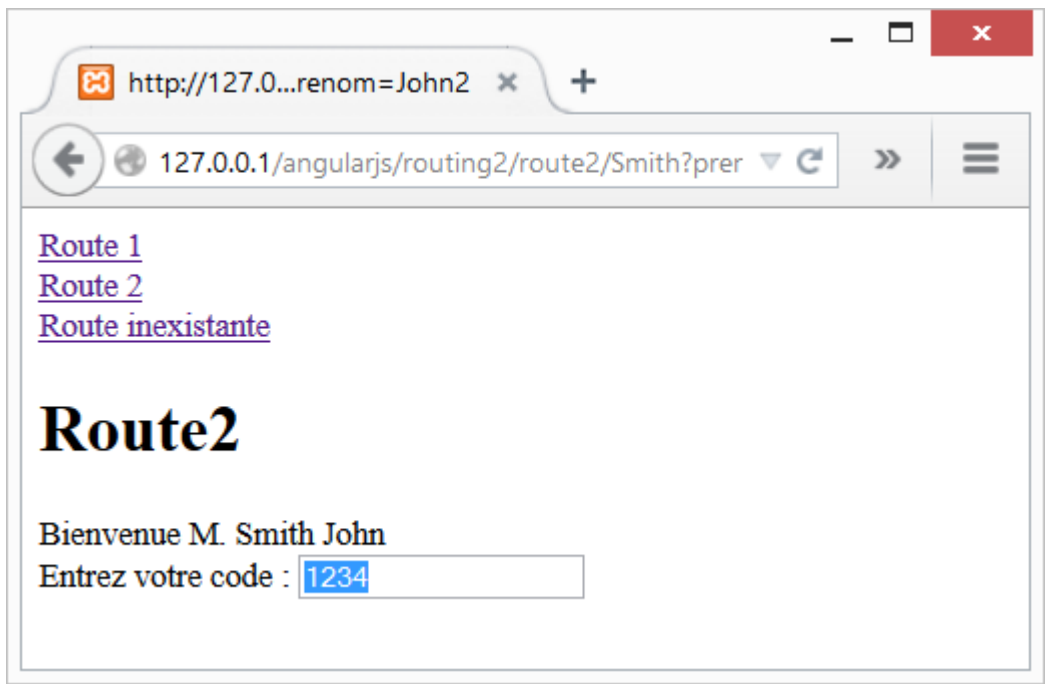 http://127.0...renom=John2
127.0.0.1/angularjs/routing2/route2/Smith?prer
Route 1
Route 2
Route inexistante
Route2
Bienvenue M. Smith John
Entrez votre code : 1234